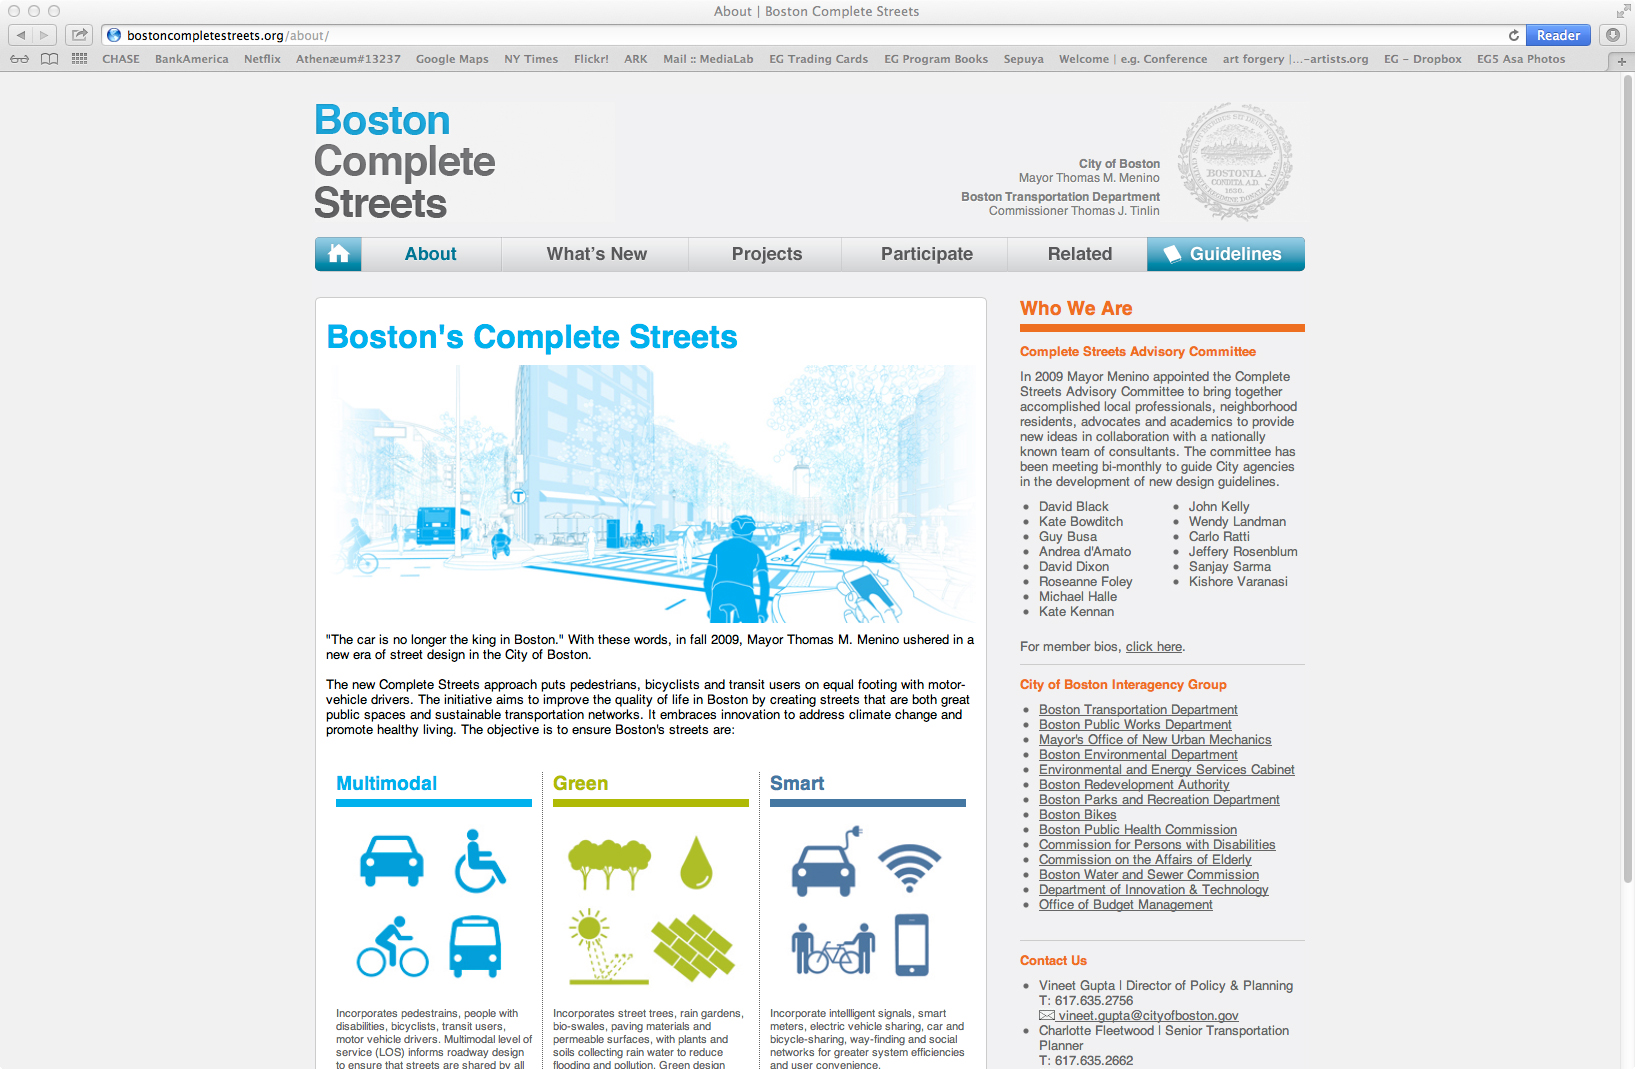 About | Boston Complete Streets
bostoncompletestreets.org/about/
Reader
CHASE BankAmerica Netflix Athenæum#13237 Google Maps NY Times Flickr! ARK Mail :: MediaLab EG Trading Cards EG Program Books Sepuya Welcome | e.g. Conference art forgery |...-artists.org EG - Dropbox EG5 Asa Photos
Boston
Complete
Streets
City of Boston
Mayor Thomas M. Menino
Boston Transportation Department
Commissioner Thomas J. Tinlin
BOSTONIA.
CONDITA A.D.
1630.
About What's New Projects Participate Related Guidelines
Boston's Complete Streets
T
"The car is no longer the king in Boston." With these words, in fall 2009, Mayor Thomas M. Menino ushered in a
new era of street design in the City of Boston.
The new Complete Streets approach puts pedestrians, bicyclists and transit users on equal footing with motor-
vehicle drivers. The initiative aims to improve the quality of life in Boston by creating streets that are both great
public spaces and sustainable transportation networks. It embraces innovation to address climate change and
promote healthy living. The objective is to ensure Boston's streets are:
Multimodal
Incorporates pedestrains, people with
disabilities, bicyclists, transit users,
motor vehicle drivers. Multimodal level of
service (LOS) informs roadway design
to ensure that streets are shared by all
Green
Incorporates street trees, rain gardens,
bio-swales, paving materials and
permeable surfaces, with plants and
soils collecting rain water to reduce
flooding and pollution. Green design
Smart
Incorporate intellligent signals, smart
meters, electric vehicle sharing, car and
bicycle-sharing, way-finding and social
networks for greater system efficiencies
and user convenience.
Who We Are
Complete Streets Advisory Committee
In 2009 Mayor Menino appointed the Complete
Streets Advisory Committee to bring together
accomplished local professionals, neighborhood
residents, advocates and academics to provide
new ideas in collaboration with a nationally
known team of consultants. The committee has
been meeting bi-monthly to guide City agencies
in the development of new design guidelines.
David Black
Kate Bowditch
Guy Busa
Andrea d'Amato
David Dixon
Roseanne Foley
Michael Halle
Kate Kennan
John Kelly
Wendy Landman
Carlo Ratti
Jeffery Rosenblum
Sanjay Sarma
Kishore Varanasi
For member bios, click here.
City of Boston Interagency Group
Boston Transportation Department
Boston Public Works Department
Mayor's Office of New Urban Mechanics
Boston Environmental Department
Environmental and Energy Services Cabinet
Boston Redevelopment Authority
Boston Parks and Recreation Department
Boston Bikes
Boston Public Health Commission
Commission for Persons with Disabilities
Commission on the Affairs of Elderly
Boston Water and Sewer Commission
Department of Innovation & Technology
Office of Budget Management
Contact Us
Vineet Gupta | Director of Policy & Planning
T: 617.635.2756
vineet.gupta@cityofboston.gov
Charlotte Fleetwood | Senior Transportation
Planner
T: 617.635.2662